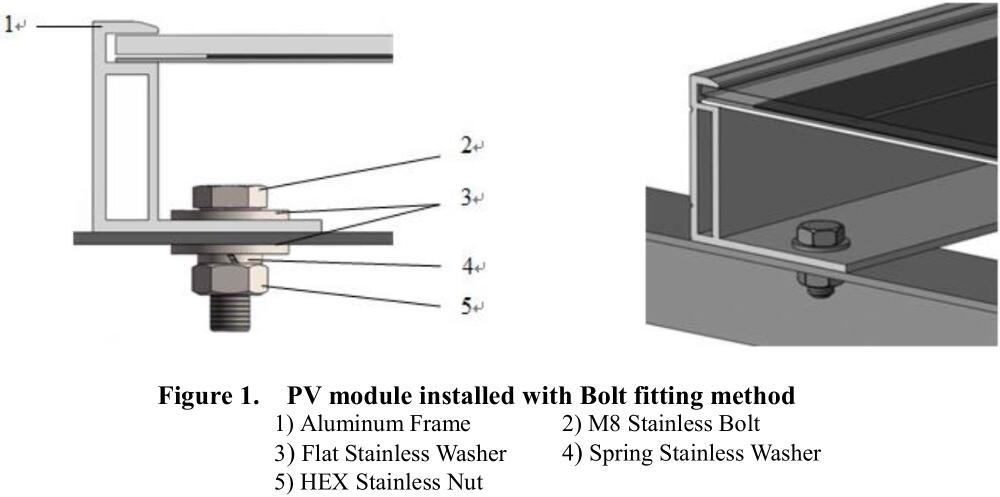 1↵
2↵
3↵
4↵
5↵
Figure 1. PV module installed with Bolt fitting method
1) Aluminum Frame 2) M8 Stainless Bolt
3) Flat Stainless Washer 4) Spring Stainless Washer
5) HEX Stainless Nut